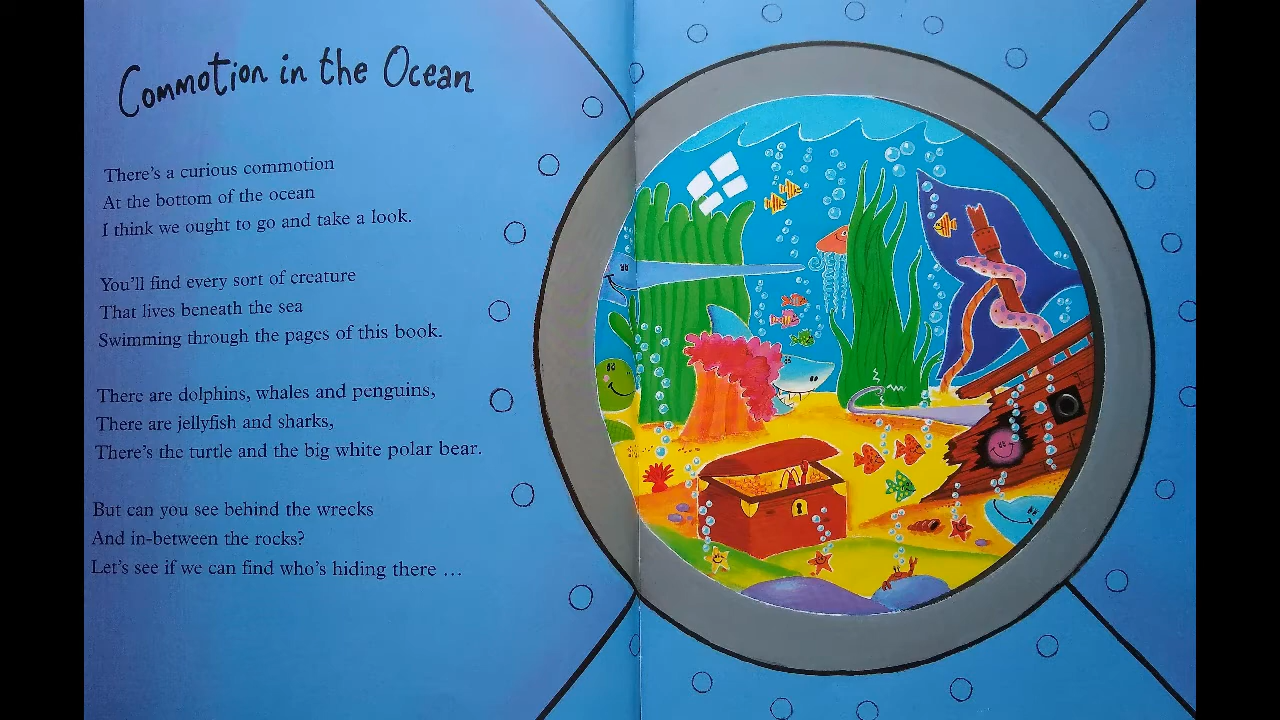 Commotion in the Ocean
There's a curious commotion
At the bottom of the ocean
I think we ought to go and take a look.
You'll find every sort of creature
That lives beneath the sea
Swimming through the pages of this book.
There are dolphins, whales and penguins,
There are jellyfish and sharks,
There's the turtle and the big white polar bear.
But can you see behind the wrecks
And in-between the rocks?
Let's see if we can find who's hiding there ...